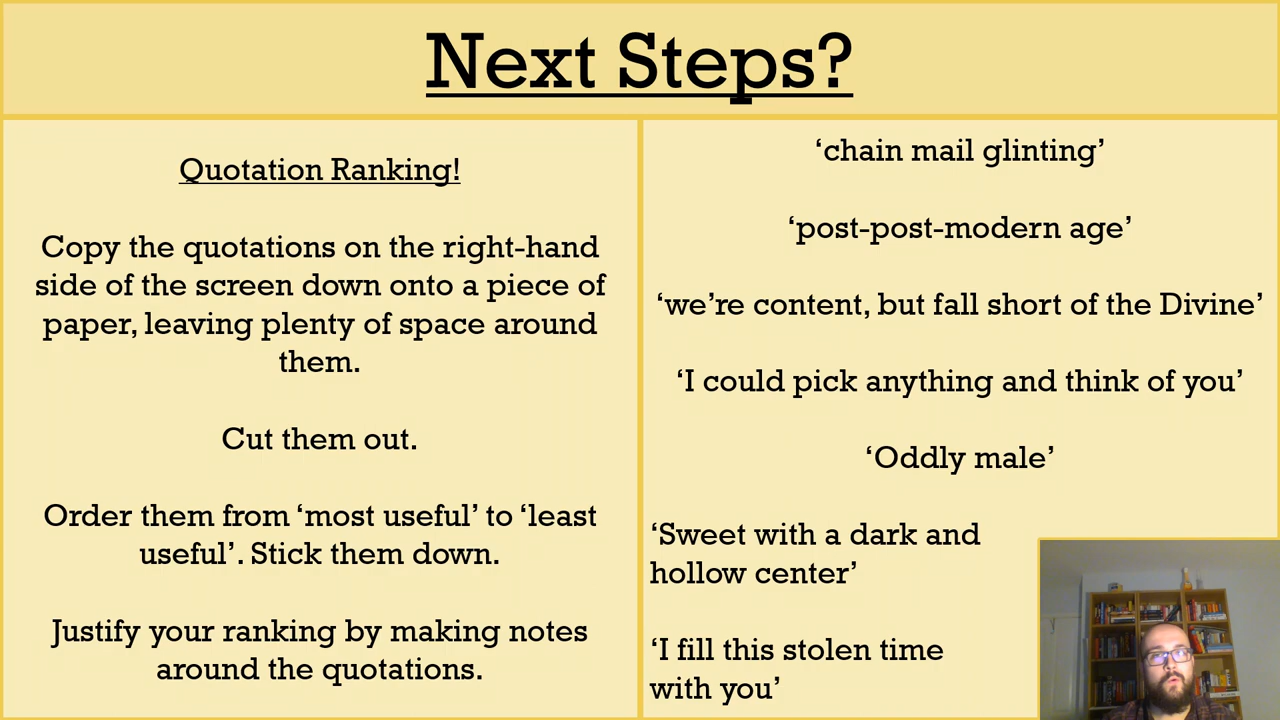 Next Steps?
Quotation Ranking!
Copy the quotations on the right-hand
side of the screen down onto a piece of
paper, leaving plenty of space around
them.
Cut them out.
Order them from ‘most useful’ to ‘least
useful’. Stick them down.
Justify your ranking by making notes
around the quotations.
‘chain mail glinting’
‘post-post-modern age’
‘we’re content, but fall short of the Divine’
‘I could pick anything and think of you’
‘Oddly male’
‘Sweet with a dark and
hollow center’
‘I fill this stolen time
with you’